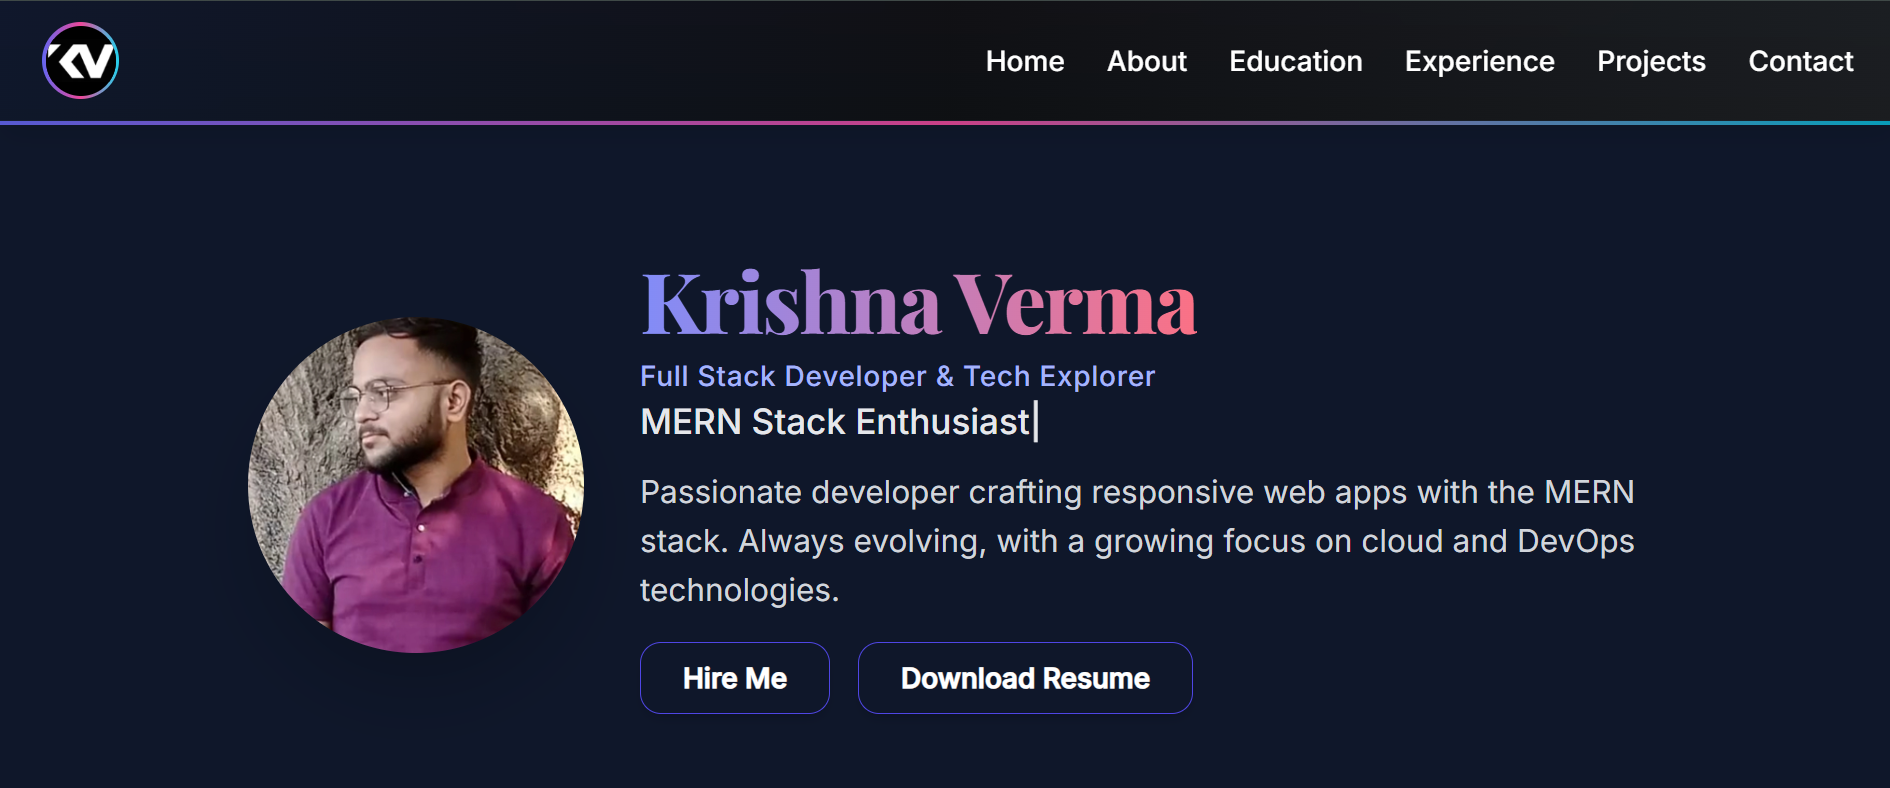 KV
Home About Education Experience Projects Contact
Krishna Verma
Full Stack Developer & Tech Explorer
MERN Stack Enthusiast|
Passionate developer crafting responsive web apps with the MERN
stack. Always evolving, with a growing focus on cloud and DevOps
technologies.
Hire Me Download Resume